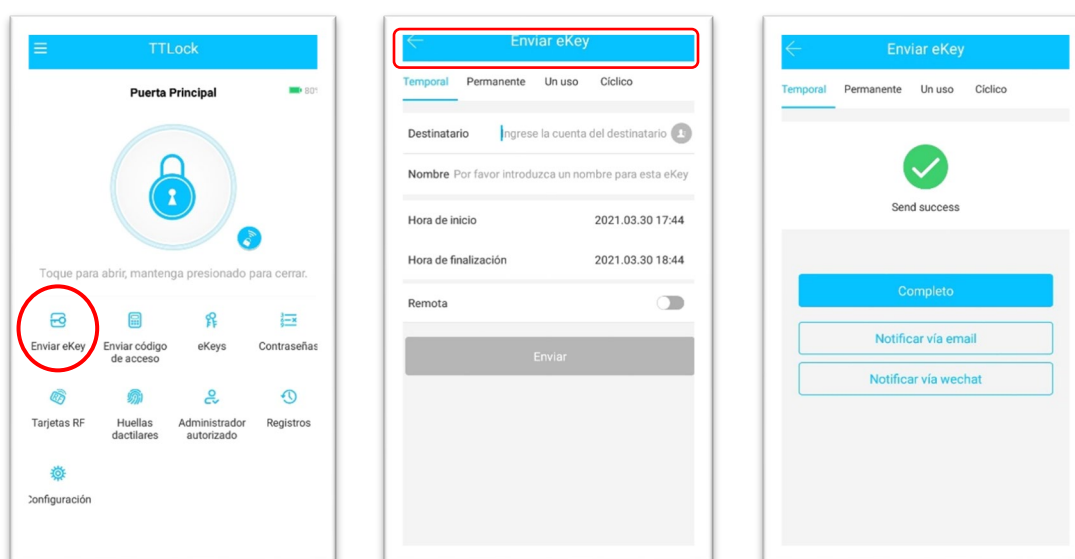 TTLock
Puerta Principal
Toque para abrir, mantenga presionado para cerrar.
Enviar eKey
Enviar código
de acceso
eKeys
Contraseñas
Tarjetas RF
Huellas
dactilares
Administrador
autorizado
Registros
Configuración
Enviar eKey
Temporal Permanente Un uso Cíclico
Destinatario Ingrese la cuenta del destinatario
Nombre Por favor introduzca un nombre para esta eKey
Hora de inicio 2021.03.30 17:44
Hora de finalización 2021.03.30 18:44
Remota
Enviar
Enviar eKey
Temporal Permanente Un uso Cíclico
Send success
Completo
Notificar vía email
Notificar vía wechat